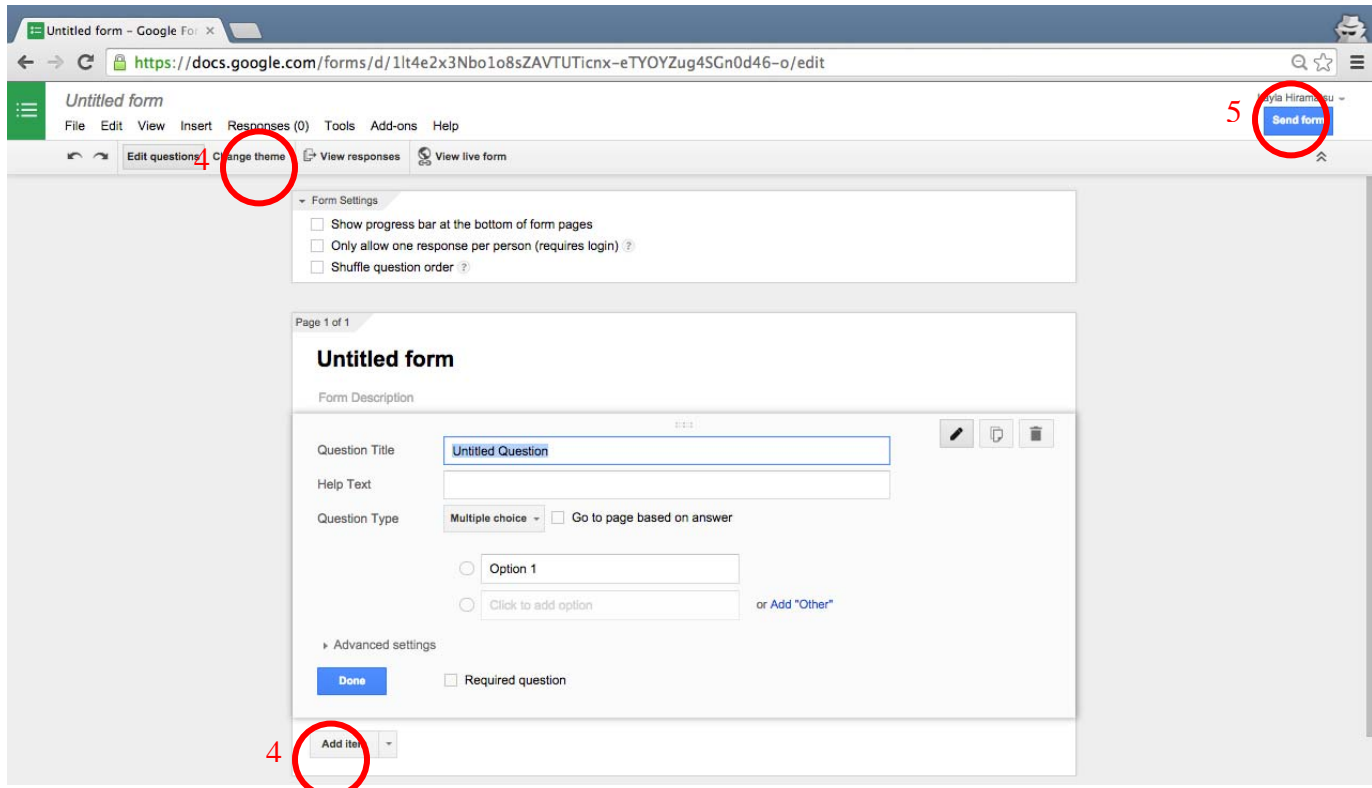 Untitled form - Google For
https://docs.google.com/forms/d/1lt4e2x3Nbo1o8sZAVTUTicnx-eTYOYZug4SGn0d46-o/edit
Untitled form
Kayla Hiramatsu
5
Send form
File Edit View Insert Responses (0) Tools Add-ons Help
Edit questions 4 Change theme View responses View live form
Form Settings
Show progress bar at the bottom of form pages
Only allow one response per person (requires login) ?
Shuffle question order ?
Page 1 of 1
Untitled form
Form Description
Question Title Untitled Question
Help Text
Question Type Multiple choice Go to page based on answer
Option 1
Click to add option or Add "Other"
Advanced settings
Done Required question
4 Add item